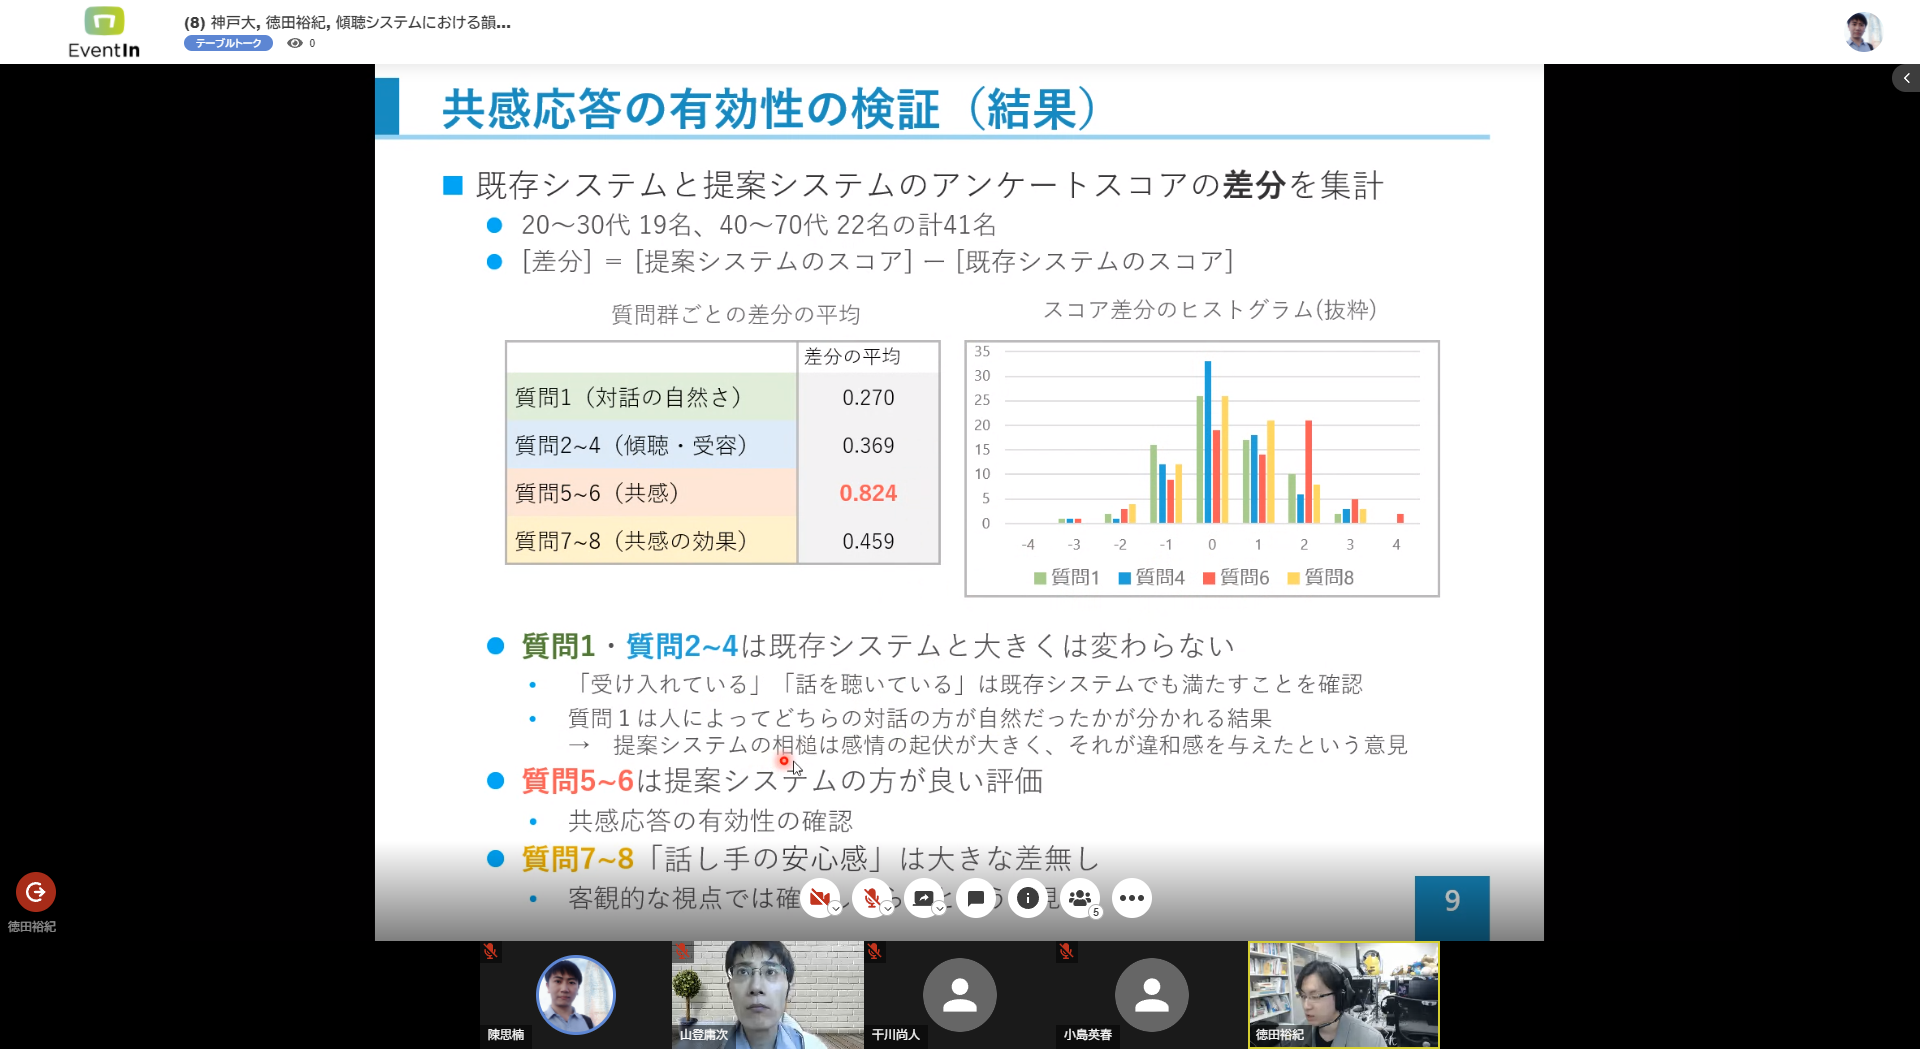 EventIn
(8) 神戸大, 徳田裕紀, 傾聴システムにおける韻...
テーブルトーク 0
共感応答の有効性の検証（結果）
既存システムと提案システムのアンケートスコアの差分を集計
20～30代 19名、40～70代 22名の計41名
[差分] ＝ [提案システムのスコア] － [既存システムのスコア]
質問群ごとの差分の平均
差分の平均
質問1（対話の自然さ） 0.270
質問2~4（傾聴・受容） 0.369
質問5~6（共感） 0.824
質問7~8（共感の効果） 0.459
スコア差分のヒストグラム(抜粋)
35
30
25
20
15
10
5
0
-4 -3 -2 -1 0 1 2 3 4
質問1 質問4 質問6 質問8
質問1・質問2~4は既存システムと大きくは変わらない
「受け入れている」「話を聴いている」は既存システムでも満たすことを確認
質問１は人によってどちらの対話の方が自然だったかが分かれる結果
→ 提案システムの相槌は感情の起伏が大きく、それが違和感を与えたという意見
質問5~6は提案システムの方が良い評価
共感応答の有効性の確認
質問7~8「話し手の安心感」は大きな差無し
客観的な視点では確
9
5
徳田裕紀
陳思楠
山登庸次
干川尚人
小島英春
徳田裕紀